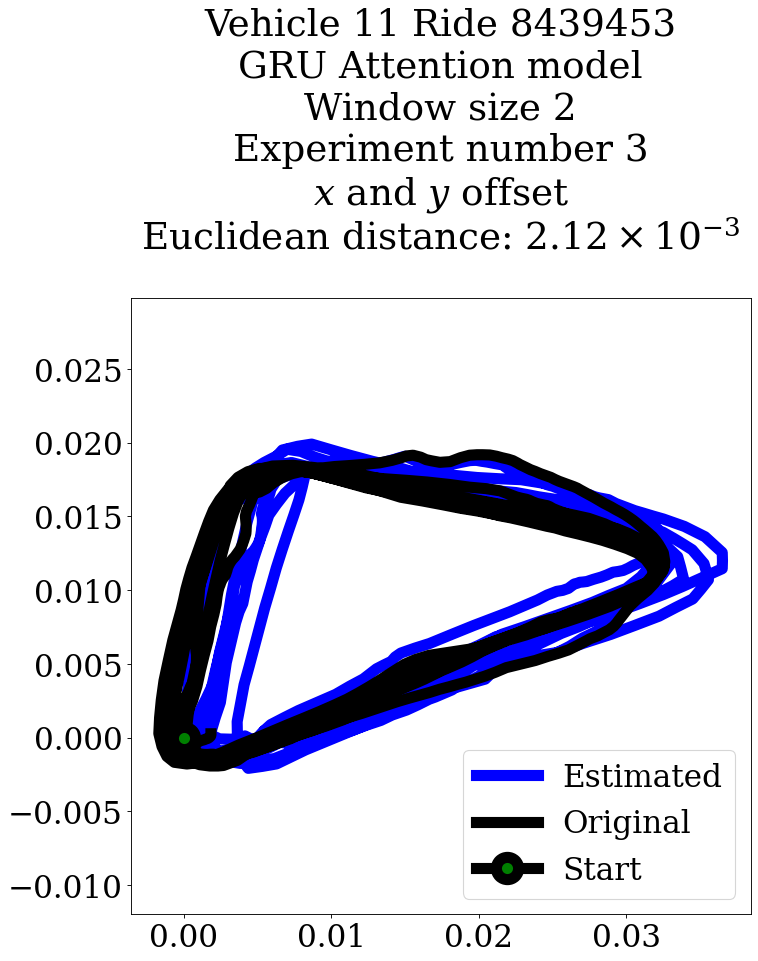 Vehicle 11 Ride 8439453
GRU Attention model
Window size 2
Experiment number 3
x and y offset
Euclidean distance: 2.12 × 10⁻³
0.025
0.020
0.015
0.010
0.005
0.000
−0.005
−0.010
0.00 0.01 0.02 0.03
Estimated
Original
Start